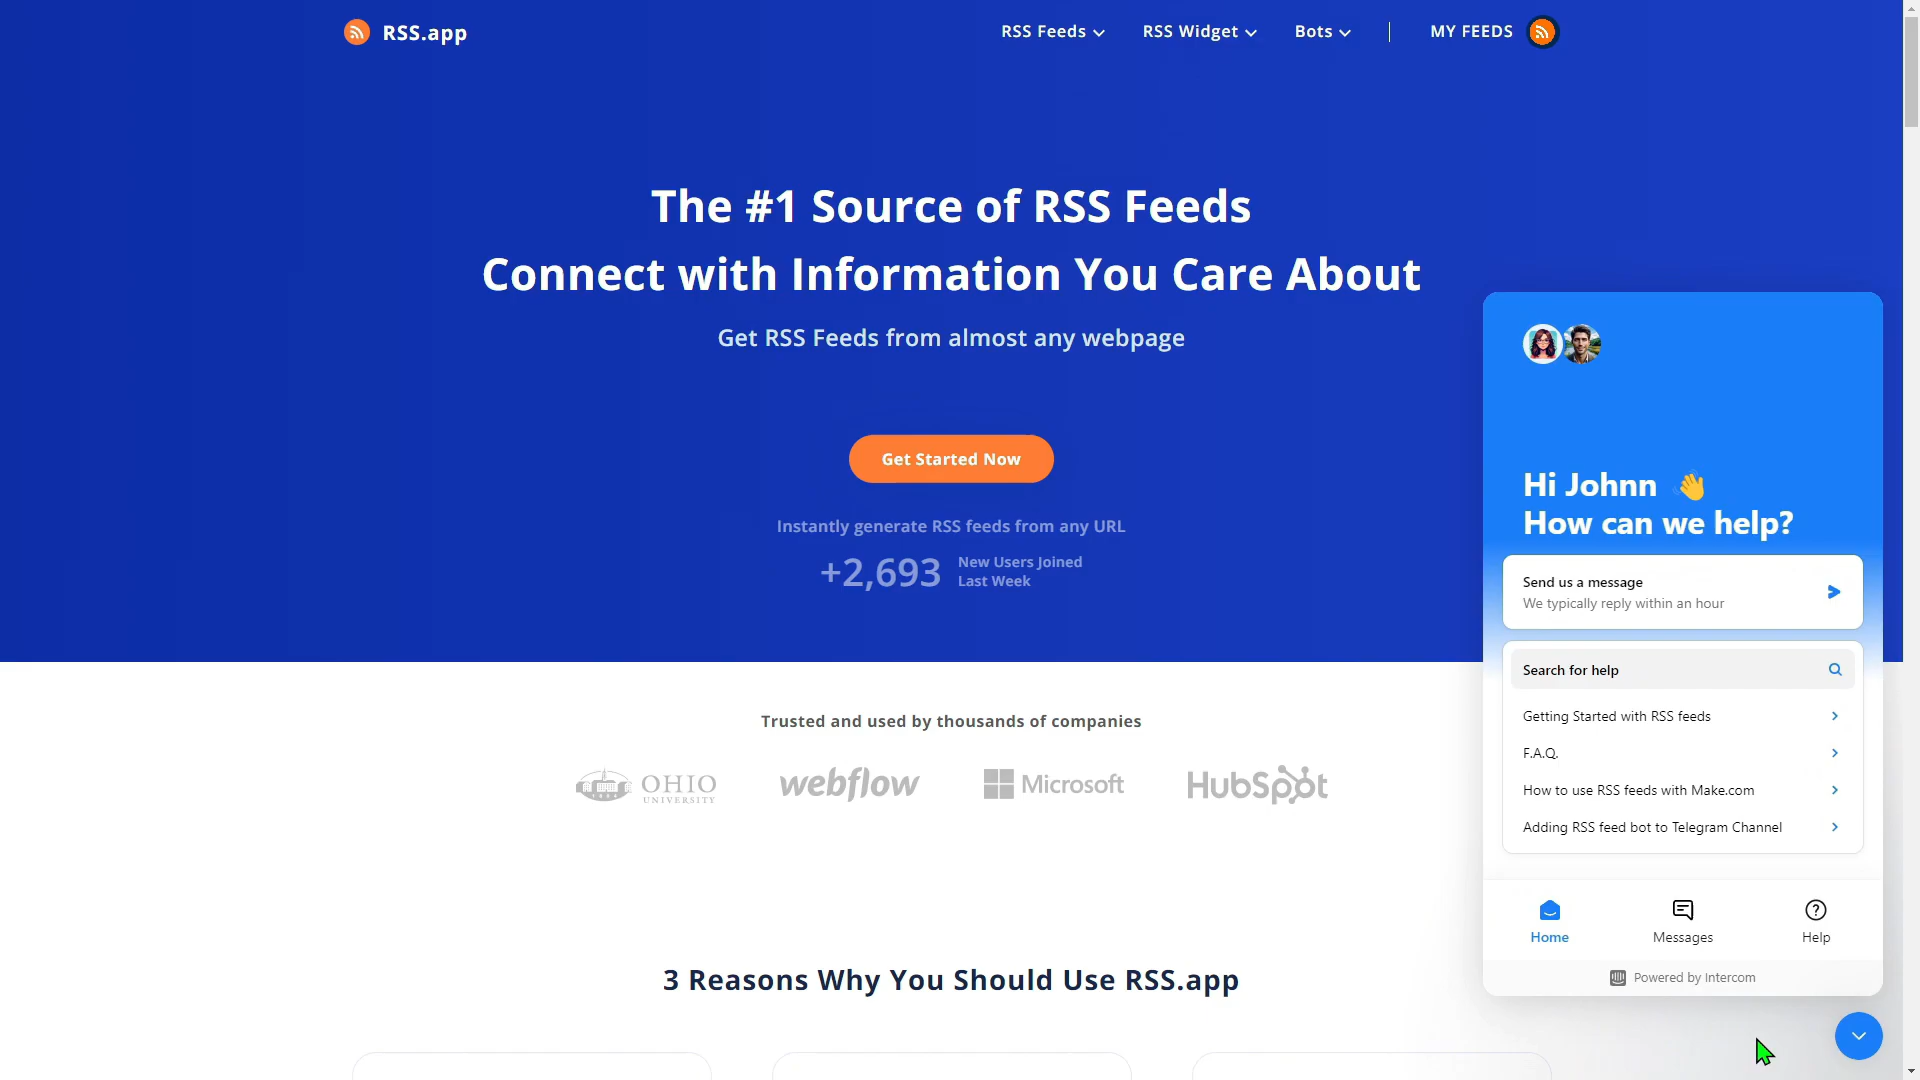 RSS.app
RSS Feeds
RSS Widget
Bots
MY FEEDS
The #1 Source of RSS Feeds
Connect with Information You Care About
Get RSS Feeds from almost any webpage
Get Started Now
Instantly generate RSS feeds from any URL
+2,693
New Users Joined
Last Week
Trusted and used by thousands of companies
OHIO
UNIVERSITY
webflow
Microsoft
HubSpot
3 Reasons Why You Should Use RSS.app
Hi Johnn 👋
How can we help?
Send us a message
We typically reply within an hour
Search for help
Getting Started with RSS feeds
F.A.Q.
How to use RSS feeds with Make.com
Adding RSS feed bot to Telegram Channel
Home
Messages
Help
Powered by Intercom